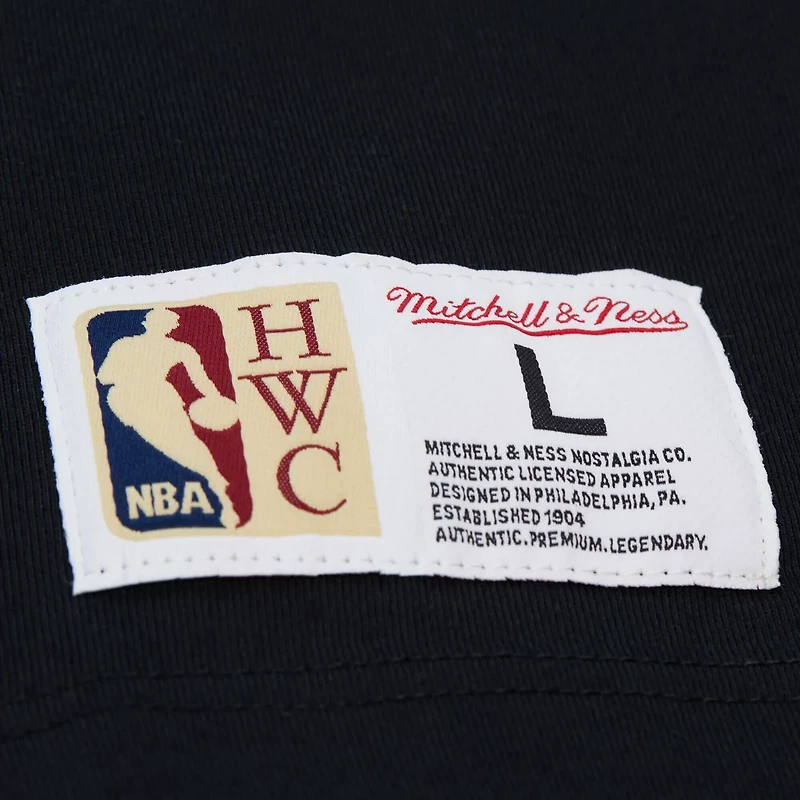 NBA
H
W
C
Mitchell & Ness
L
MITCHELL & NESS NOSTALGIA CO.
AUTHENTIC LICENSED APPAREL
DESIGNED IN PHILADELPHIA, PA.
ESTABLISHED 1904
AUTHENTIC.PREMIUM.LEGENDARY.